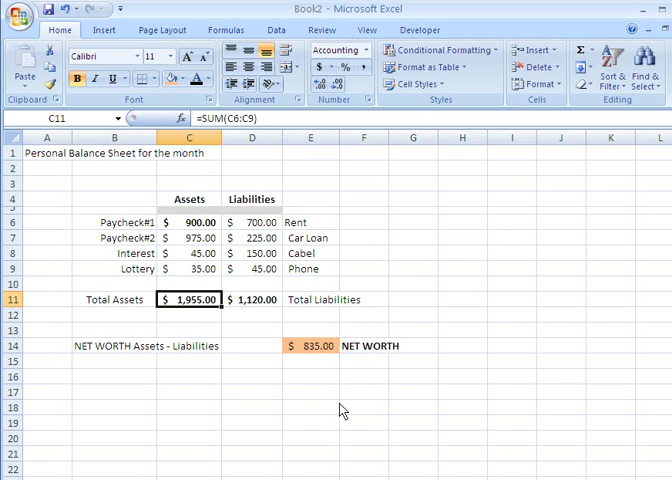 Book2 - Microsoft Excel
Home Insert Page Layout Formulas Data Review View Developer
Paste
Clipboard
Calibri 11 A A
B I U A
Font
Alignment
Accounting
$ % ,
Number
Conditional Formatting
Format as Table
Cell Styles
Styles
Insert
Delete
Format
Cells
Σ
Sort & Filter
Find & Select
Editing
C11 fx =SUM(C6:C9)
A B C D E F G H I J K L
1 Personal Balance Sheet for the month
2
3
4 Assets Liabilities
5
6 Paycheck#1 $ 900.00 $ 700.00 Rent
7 Paycheck#2 $ 975.00 $ 225.00 Car Loan
8 Interest $ 45.00 $ 150.00 Cabel
9 Lottery $ 35.00 $ 45.00 Phone
10
11 Total Assets $ 1,955.00 $ 1,120.00 Total Liabilities
12
13
14 NET WORTH Assets - Liabilities $ 835.00 NET WORTH
15
16
17
18
19
20
21
22